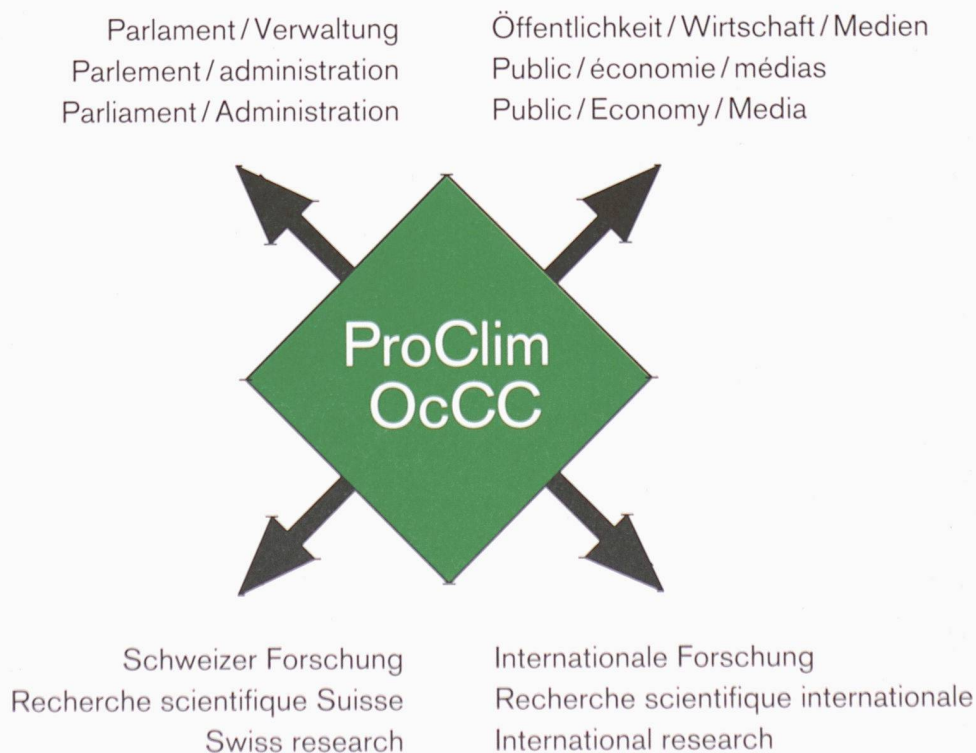 Parlament / Verwaltung
Parlement / administration
Parliament / Administration
Öffentlichkeit / Wirtschaft / Medien
Public / économie / médias
Public / Economy / Media
ProClim
OcCC
Schweizer Forschung
Recherche scientifique Suisse
Swiss research
Internationale Forschung
Recherche scientifique internationale
International research